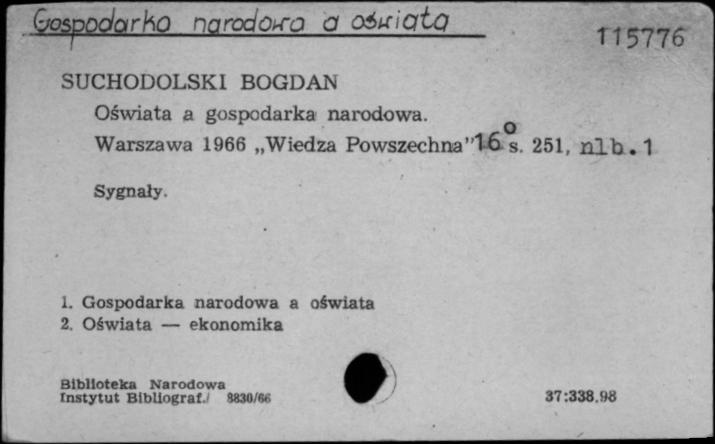 Gospodarka narodowa a oświata
115776
SUCHODOLSKI BOGDAN
Oświata a gospodarka narodowa.
Warszawa 1966 „Wiedza Powszechna" 16° s. 251, nlb. 1
Sygnały.
1. Gospodarka narodowa a oświata
2. Oświata — ekonomika
Biblioteka Narodowa
Instytut Bibliograf./ 8830/66
37:338.98